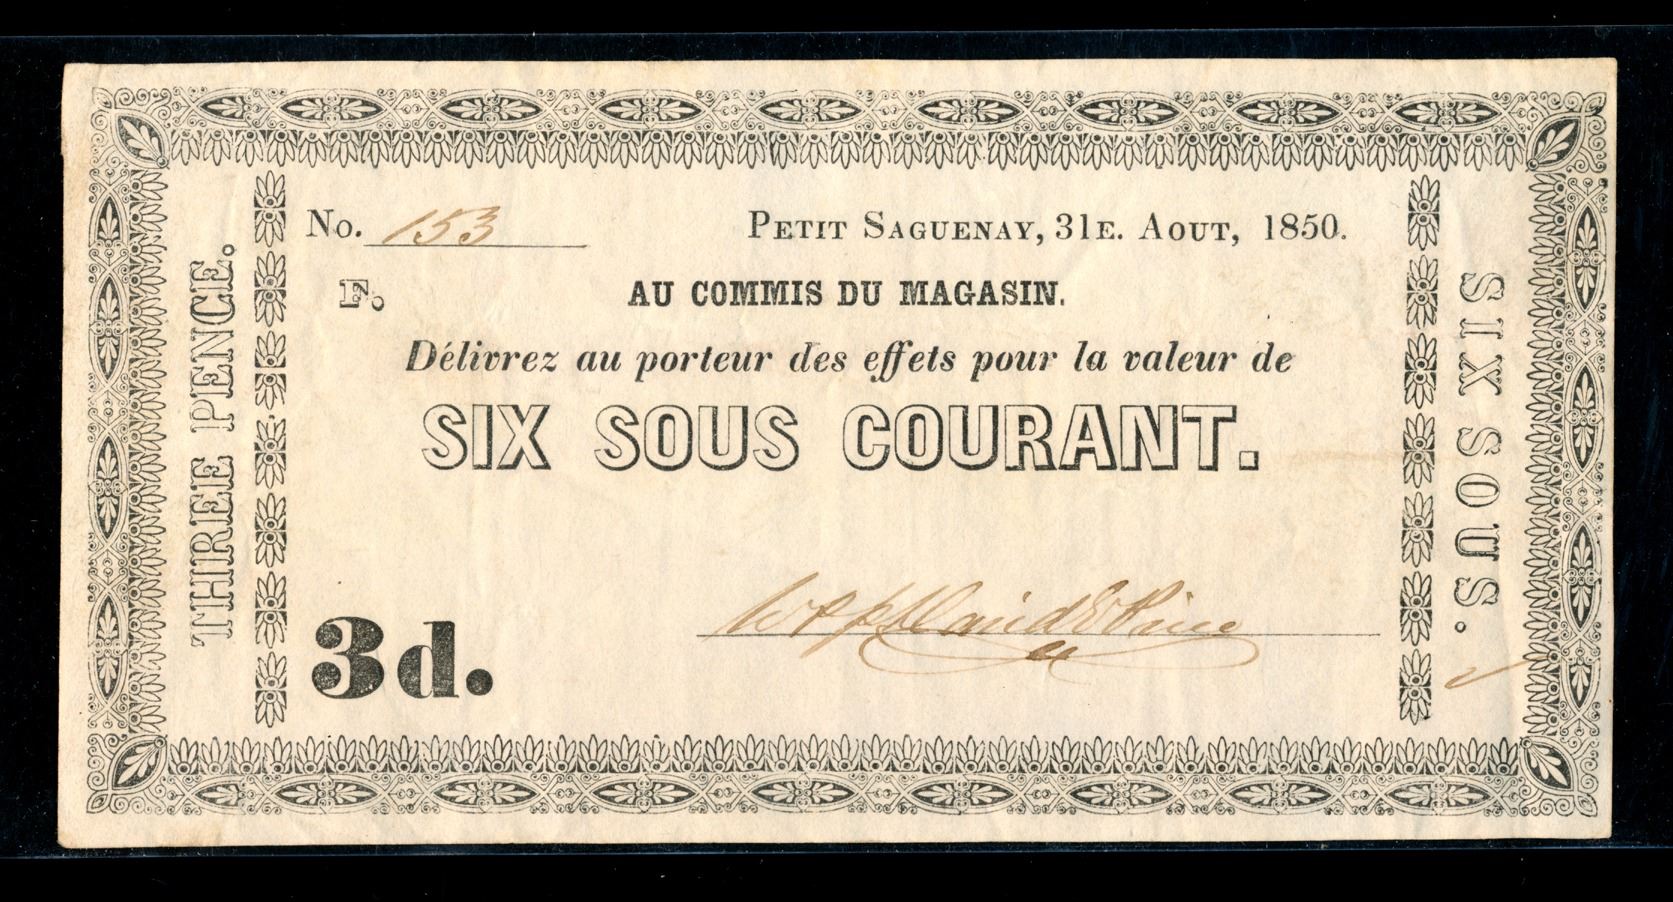 No. 153
PETIT SAGUENAY, 31E. AOUT, 1850.
F.
AU COMMIS DU MAGASIN.
Délivrez au porteur des effets pour la valeur de
SIX SOUS COURANT.
3d.
THREE PENCE.
SIX SOUS.